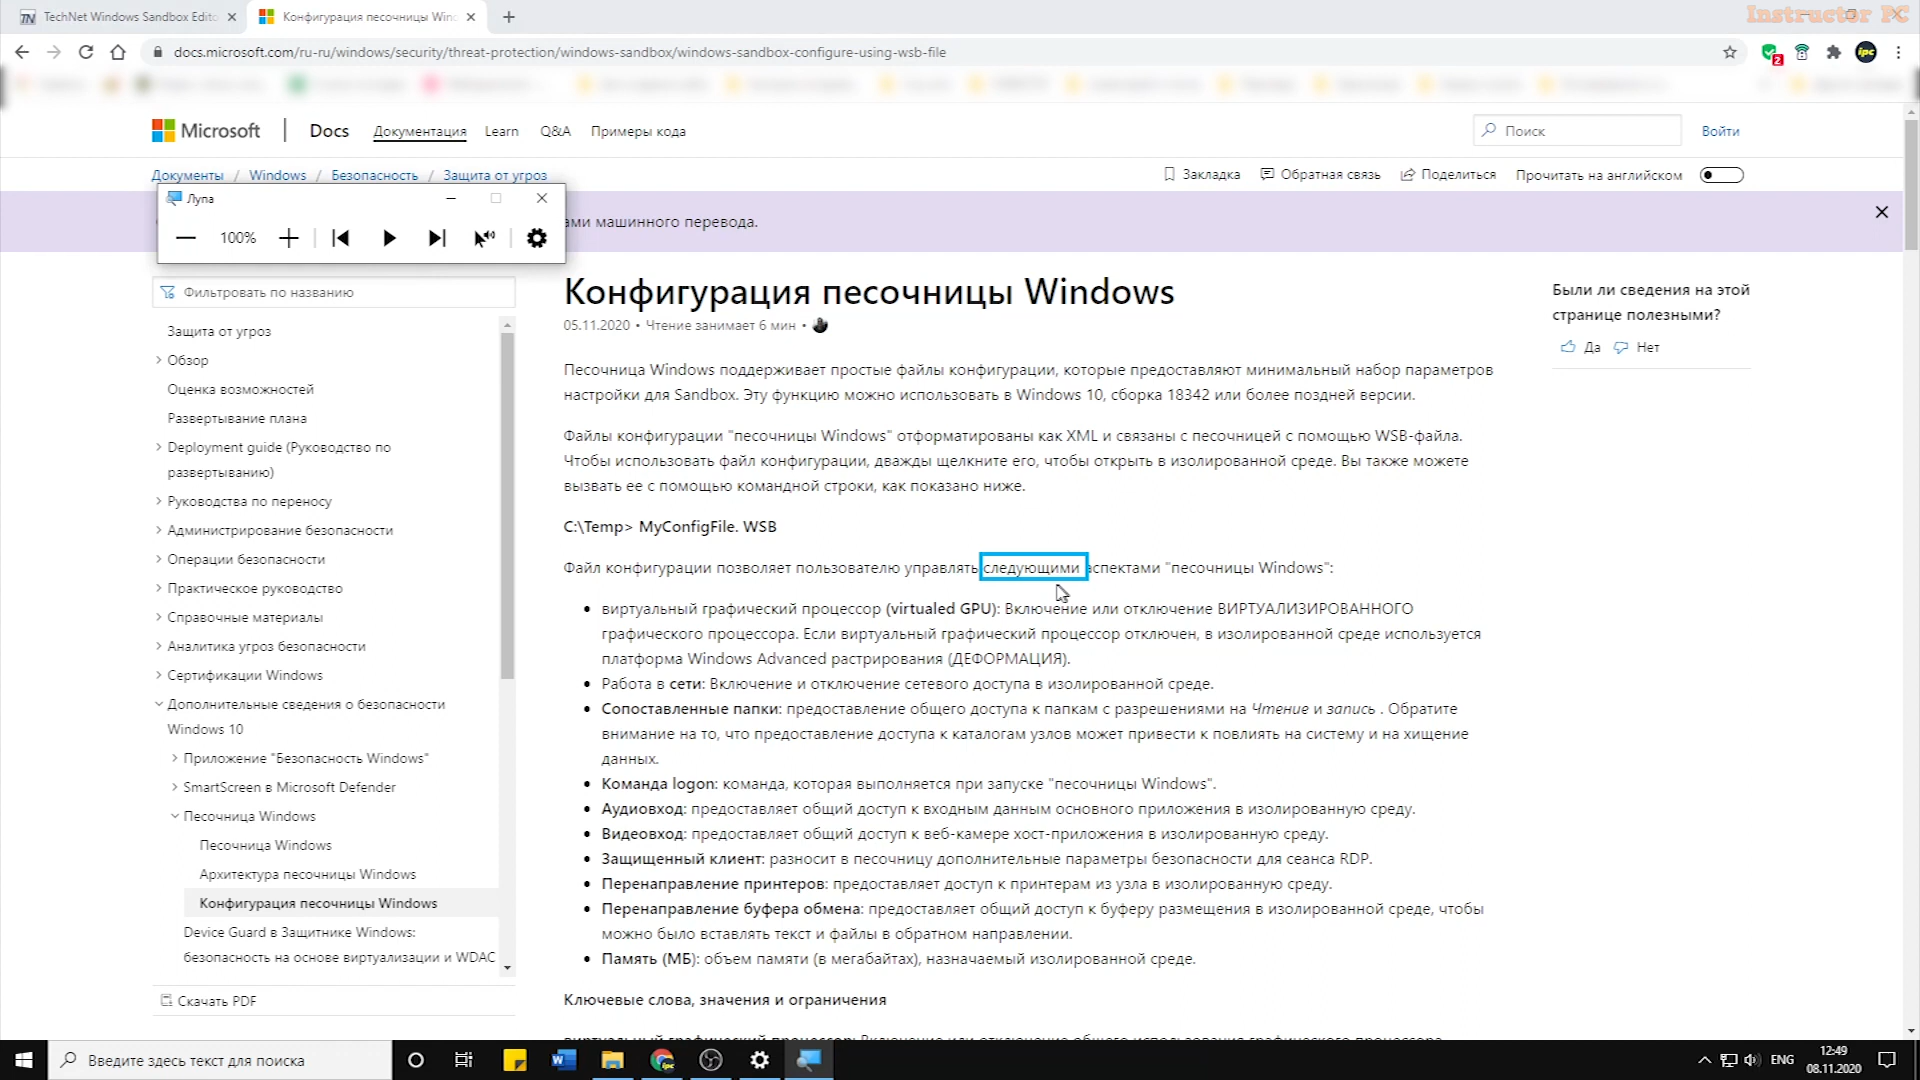 TechNet Windows Sandbox Edito
Конфигурация песочницы Wind
Instructor PC
docs.microsoft.com/ru-ru/windows/security/threat-protection/windows-sandbox/windows-sandbox-configure-using-wsb-file
2
ipc
Microsoft
Docs
Документация
Learn
Q&A
Примеры кода
Поиск
Войти
Документы / Windows / Безопасность / Защита от угроз
Закладка
Обратная связь
Поделиться
Прочитать на английском
Лупа
ами машинного перевода.
100%
Фильтровать по названию
Защита от угроз
Обзор
Оценка возможностей
Развертывание плана
Deployment guide (Руководство по
развертыванию)
Руководства по переносу
Администрирование безопасности
Операции безопасности
Практическое руководство
Справочные материалы
Аналитика угроз безопасности
Сертификации Windows
Дополнительные сведения о безопасности
Windows 10
Приложение "Безопасность Windows"
SmartScreen в Microsoft Defender
Песочница Windows
Песочница Windows
Архитектура песочницы Windows
Конфигурация песочницы Windows
Device Guard в Защитнике Windows:
безопасность на основе виртуализации и WDAC
Скачать PDF
Конфигурация песочницы Windows
05.11.2020 • Чтение занимает 6 мин •
Песочница Windows поддерживает простые файлы конфигурации, которые предоставляют минимальный набор параметров
настройки для Sandbox. Эту функцию можно использовать в Windows 10, сборка 18342 или более поздней версии.
Файлы конфигурации "песочницы Windows" отформатированы как XML и связаны с песочницей с помощью WSB-файла.
Чтобы использовать файл конфигурации, дважды щелкните его, чтобы открыть в изолированной среде. Вы также можете
вызвать ее с помощью командной строки, как показано ниже.
C:\Temp> MyConfigFile. WSB
Файл конфигурации позволяет пользователю управлять следующими аспектами "песочницы Windows":
• виртуальный графический процессор (virtualed GPU): Включение или отключение ВИРТУАЛИЗИРОВАННОГО
графического процессора. Если виртуальный графический процессор отключен, в изолированной среде используется
платформа Windows Advanced растрирования (ДЕФОРМАЦИЯ).
• Работа в сети: Включение и отключение сетевого доступа в изолированной среде.
• Сопоставленные папки: предоставление общего доступа к папкам с разрешениями на Чтение и запись . Обратите
внимание на то, что предоставление доступа к каталогам узлов может привести к повлиять на систему и на хищение
данных.
• Команда logon: команда, которая выполняется при запуске "песочницы Windows".
• Аудиовход: предоставляет общий доступ к входным данным основного приложения в изолированную среду.
• Видеовход: предоставляет общий доступ к веб-камере хост-приложения в изолированную среду.
• Защищенный клиент: разносит в песочницу дополнительные параметры безопасности для сеанса RDP.
• Перенаправление принтеров: предоставляет доступ к принтерам из узла в изолированную среду.
• Перенаправление буфера обмена: предоставляет общий доступ к буферу размещения в изолированной среде, чтобы
можно было вставлять текст и файлы в обратном направлении.
• Память (МБ): объем памяти (в мегабайтах), назначаемый изолированной среде.
Ключевые слова, значения и ограничения
виртуальный графический процессор: Включение или отключение общего использования графического процессора
Были ли сведения на этой
странице полезными?
Да
Нет
Введите здесь текст для поиска
ENG
12:49
08.11.2020